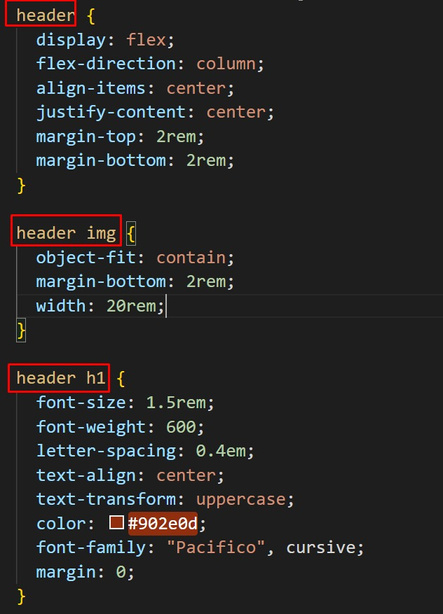 header {
display: flex;
flex-direction: column;
align-items: center;
justify-content: center;
margin-top: 2rem;
margin-bottom: 2rem;
}
header img {
object-fit: contain;
margin-bottom: 2rem;
width: 20rem;
}
header h1 {
font-size: 1.5rem;
font-weight: 600;
letter-spacing: 0.4em;
text-align: center;
text-transform: uppercase;
color: #902e0d;
font-family: "Pacifico", cursive;
margin: 0;
}